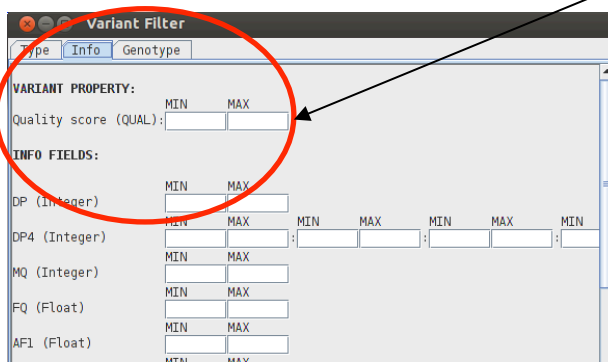 Variant Filter
Type Info Genotype
VARIANT PROPERTY:
MIN MAX
Quality score (QUAL):
INFO FIELDS:
MIN MAX
DP (Integer)
MIN MAX MIN MAX MIN MAX MIN
DP4 (Integer) : : :
MIN MAX
MQ (Integer)
MIN MAX
FQ (Float)
MIN MAX
AF1 (Float)
MIN MAX